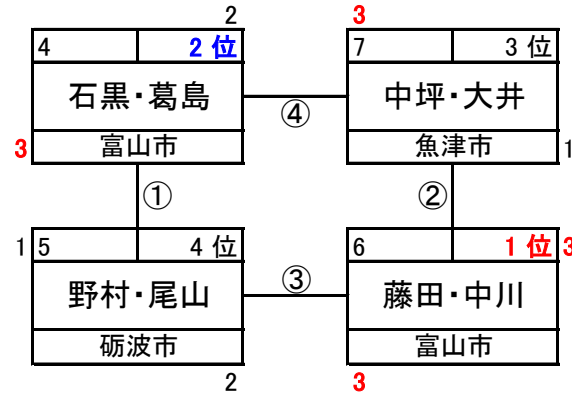 2 3
4 2 位 7 3 位
石黒・葛島 中坪・大井
④
3 富山市 魚津市 1
① ②
1 5 4 位 6 1 位 3
野村・尾山 藤田・中川
③
砺波市 富山市
2 3